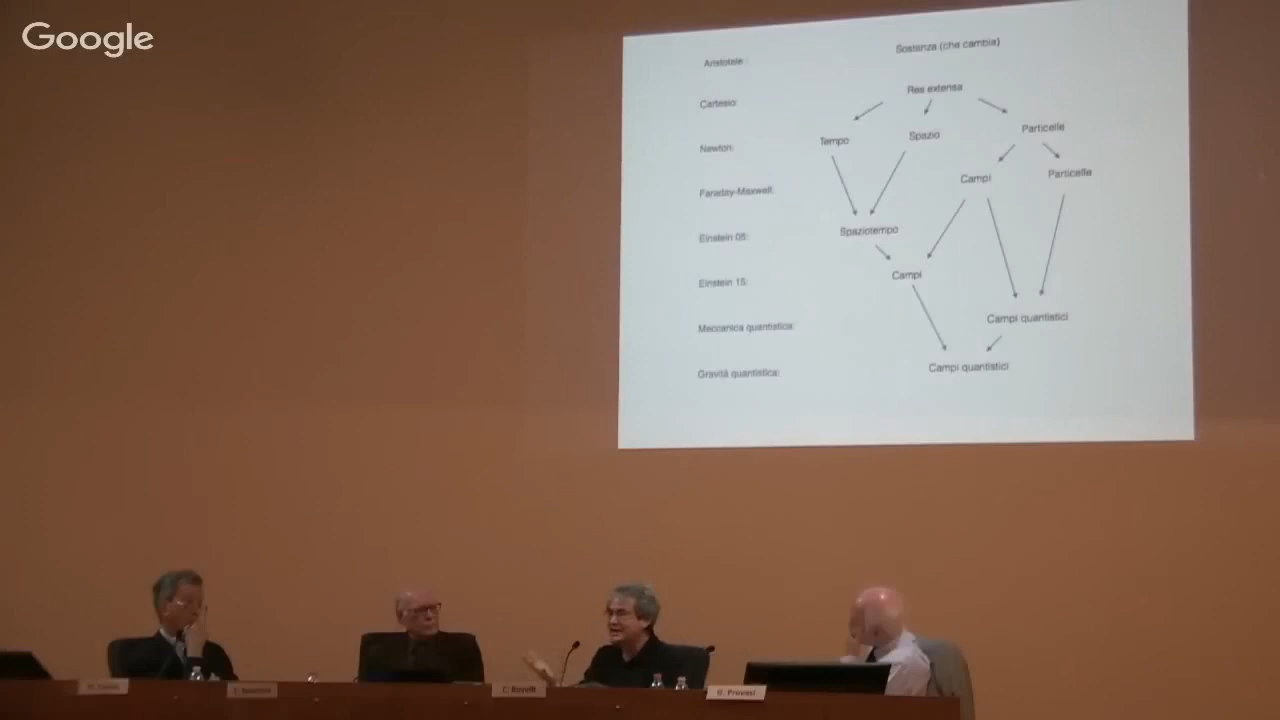 Google
Aristotele:
Sostanza (che cambia)
Cartesio:
Res extensa
Newton:
Tempo
Spazio
Particelle
Faraday-Maxwell:
Campi
Particelle
Einstein 05:
Spaziotempo
Einstein 15:
Campi
Meccanica quantistica:
Campi quantistici
Gravità quantistica:
Campi quantistici
C. Rovelli